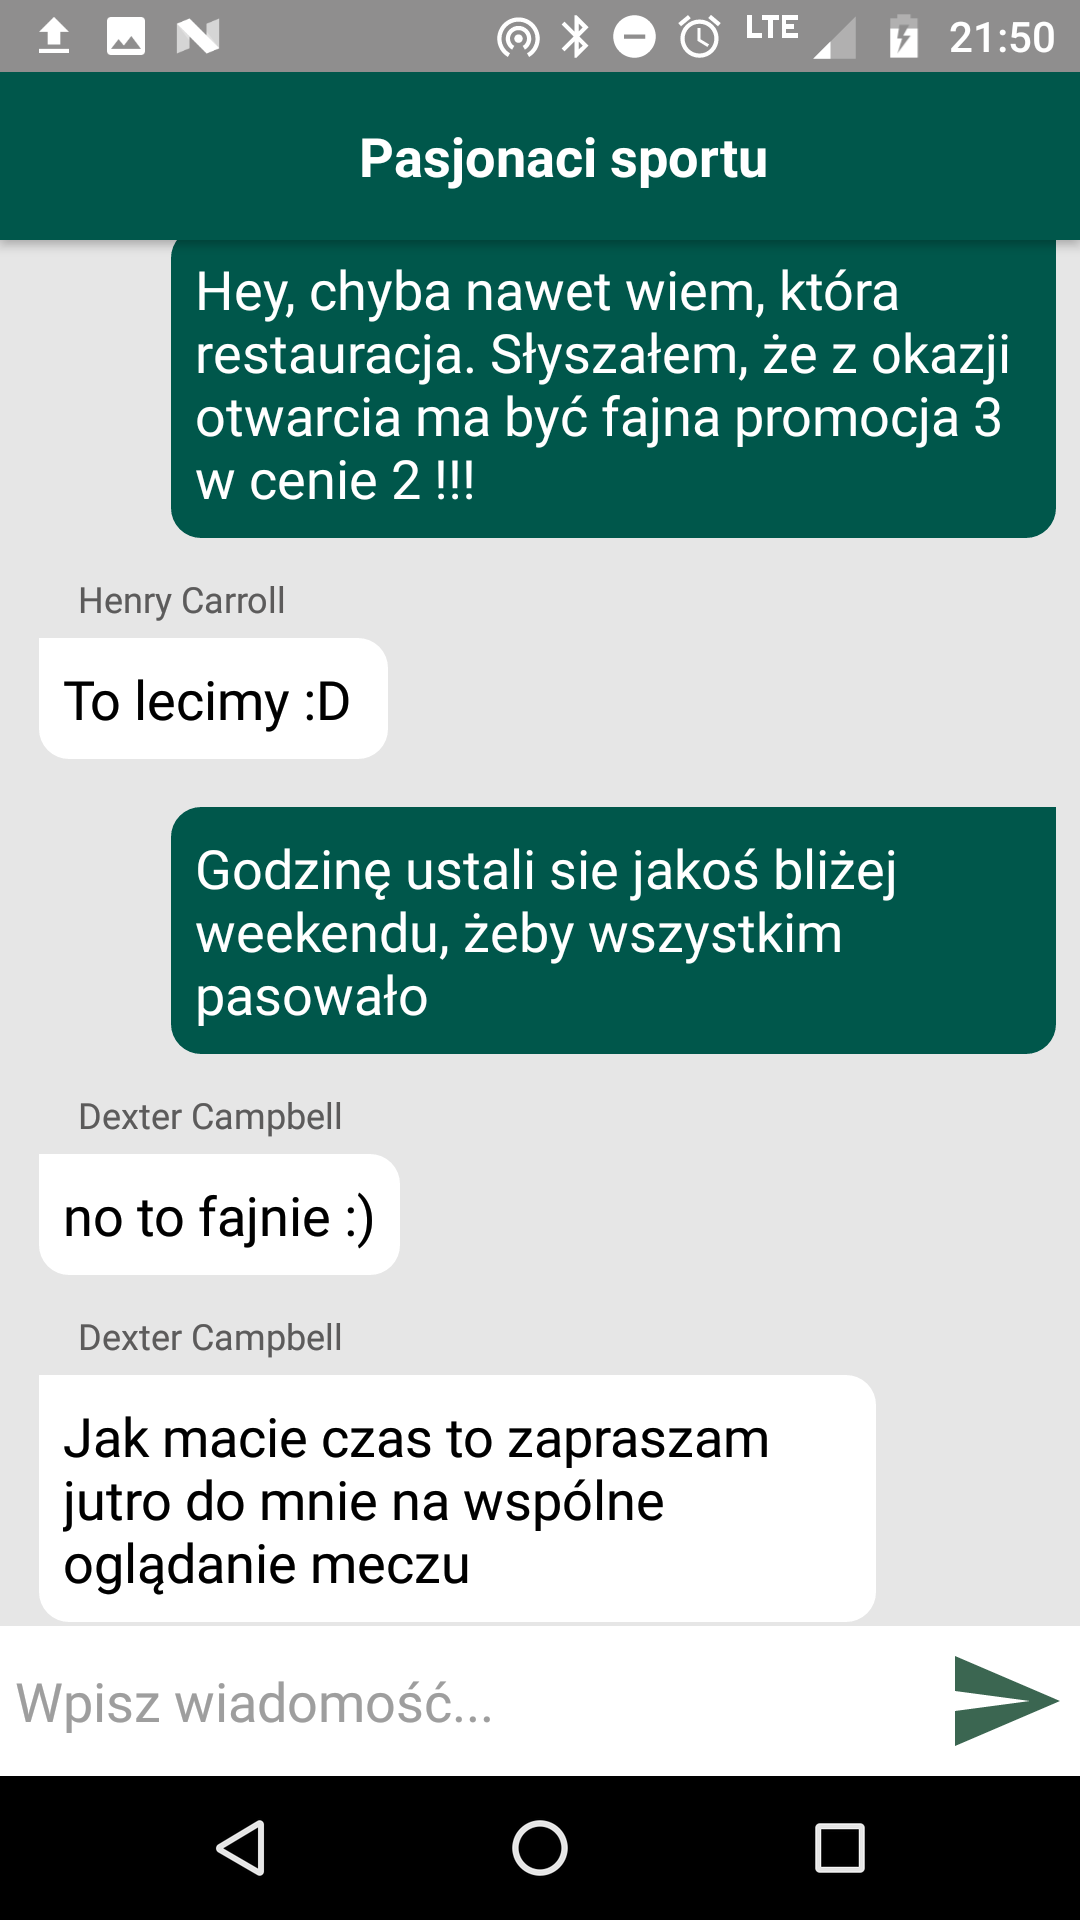 LTE 21:50
Pasjonaci sportu
Hey, chyba nawet wiem, która
restauracja. Słyszałem, że z okazji
otwarcia ma być fajna promocja 3
w cenie 2 !!!
Henry Carroll
To lecimy :D
Godzinę ustali sie jakoś bliżej
weekendu, żeby wszystkim
pasowało
Dexter Campbell
no to fajnie :)
Dexter Campbell
Jak macie czas to zapraszam
jutro do mnie na wspólne
oglądanie meczu
Wpisz wiadomość...